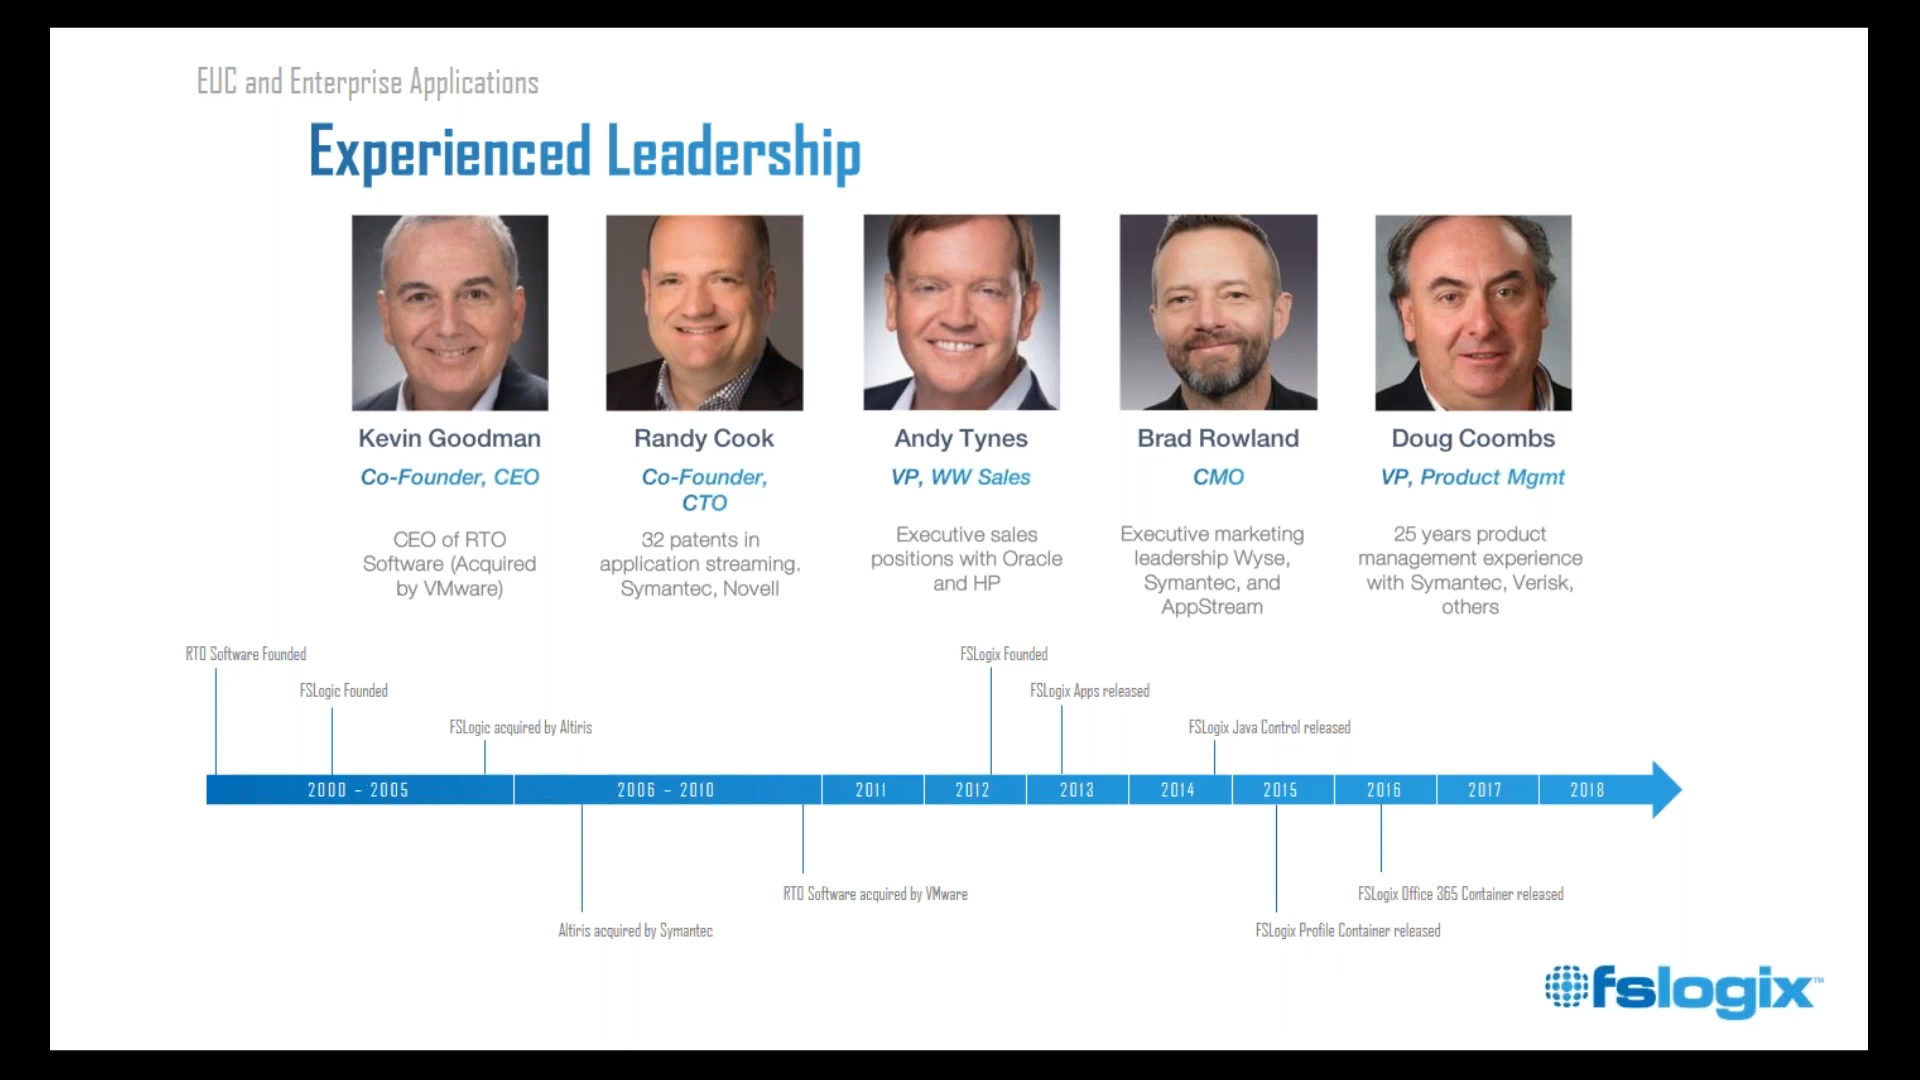 EUC and Enterprise Applications
Experienced Leadership
Kevin Goodman
Co-Founder, CEO
CEO of RTO
Software (Acquired
by VMware)
Randy Cook
Co-Founder,
CTO
32 patents in
application streaming.
Symantec, Novell
Andy Tynes
VP, WW Sales
Executive sales
positions with Oracle
and HP
Brad Rowland
CMO
Executive marketing
leadership Wyse,
Symantec, and
AppStream
Doug Coombs
VP, Product Mgmt
25 years product
management experience
with Symantec, Verisk,
others
RTO Software Founded
FSLogix Founded
FSLogic Founded
FSLogix Apps released
FSLogic acquired by Altiris
FSLogix Java Control released
2000 - 2005
2006 - 2010
2011
2012
2013
2014
2015
2016
2017
2018
RTO Software acquired by VMware
FSLogix Office 365 Container released
Altiris acquired by Symantec
FSLogix Profile Container released
fslogix™